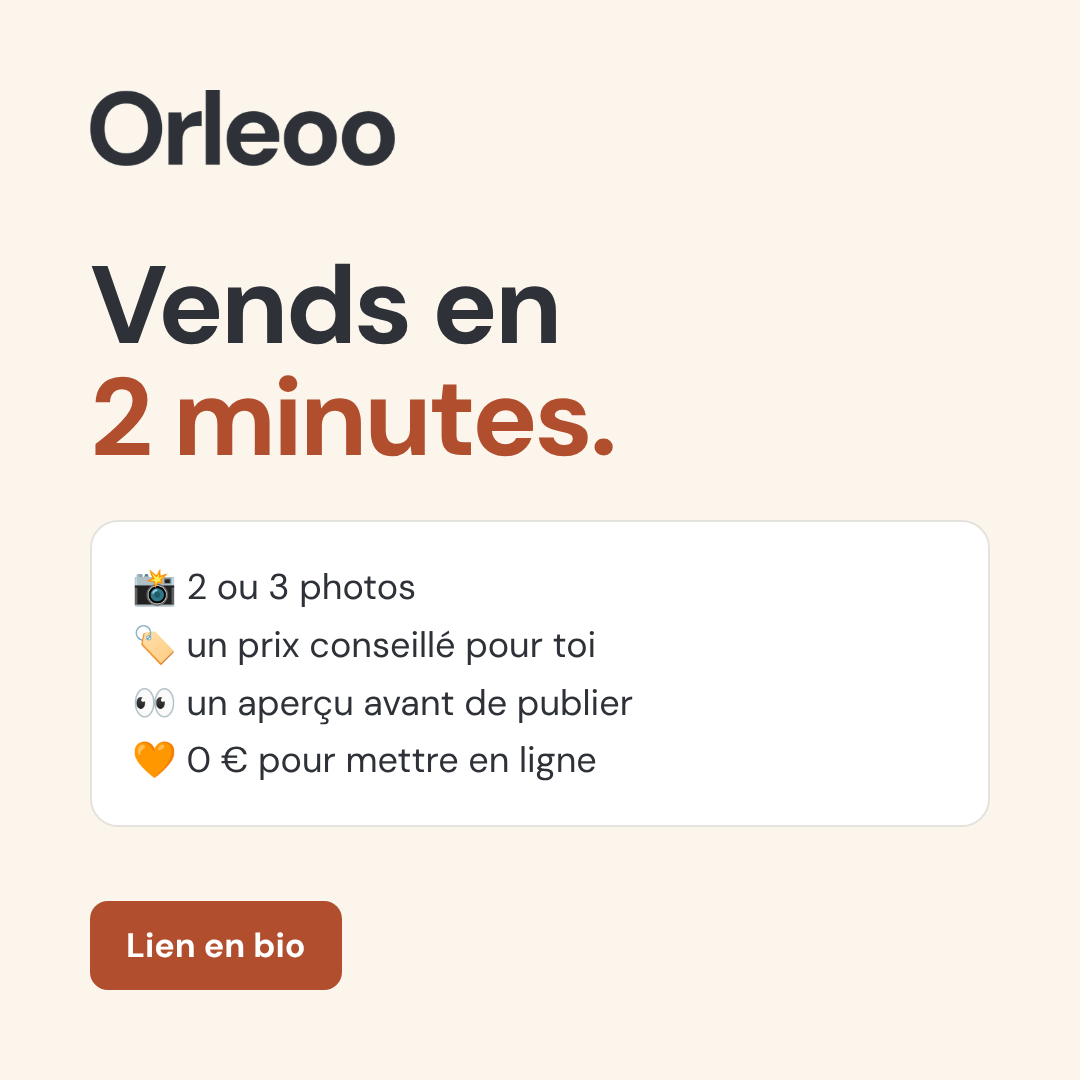 Orleoo
Vends en
2 minutes.
📸 2 ou 3 photos
🏷️ un prix conseillé pour toi
👀 un aperçu avant de publier
🧡 0 € pour mettre en ligne
Lien en bio